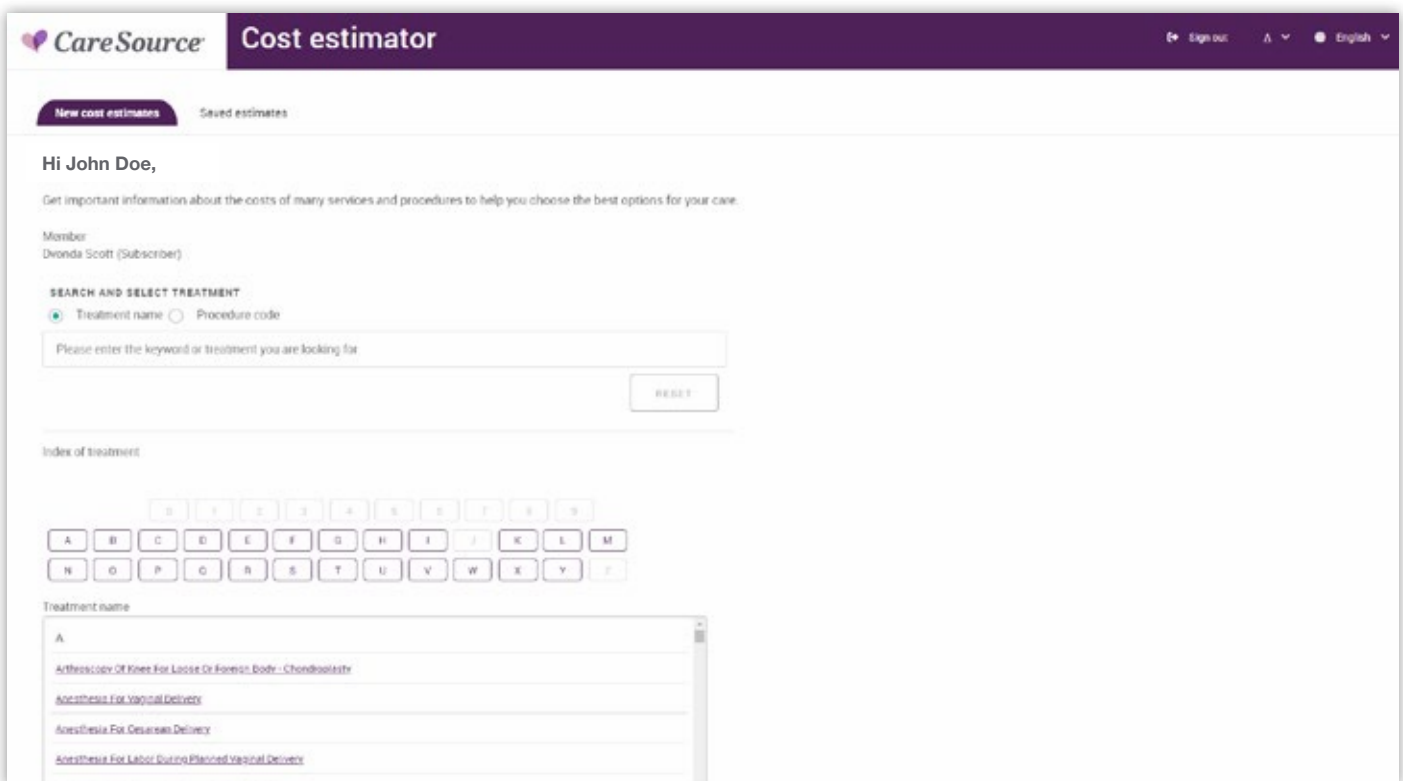 CareSource
Cost estimator
Sign out
A
English
New cost estimates
Saved estimates
Hi John Doe,
Get important information about the costs of many services and procedures to help you choose the best options for your care.
Member
Dvonda Scott (Subscriber)
SEARCH AND SELECT TREATMENT
Treatment name
Procedure code
Please enter the keyword or treatment you are looking for
RESET
Index of treatment
0 1 2 3 4 5 6 7 8 9
A B C D E F G H I J K L M
N O P Q R S T U V W X Y Z
Treatment name
A
Arthroscopy Of Knee For Loose Or Foreign Body - Chondroplasty
Anesthesia For Vaginal Delivery
Anesthesia For Cesarean Delivery
Anesthesia For Labor During Planned Vaginal Delivery